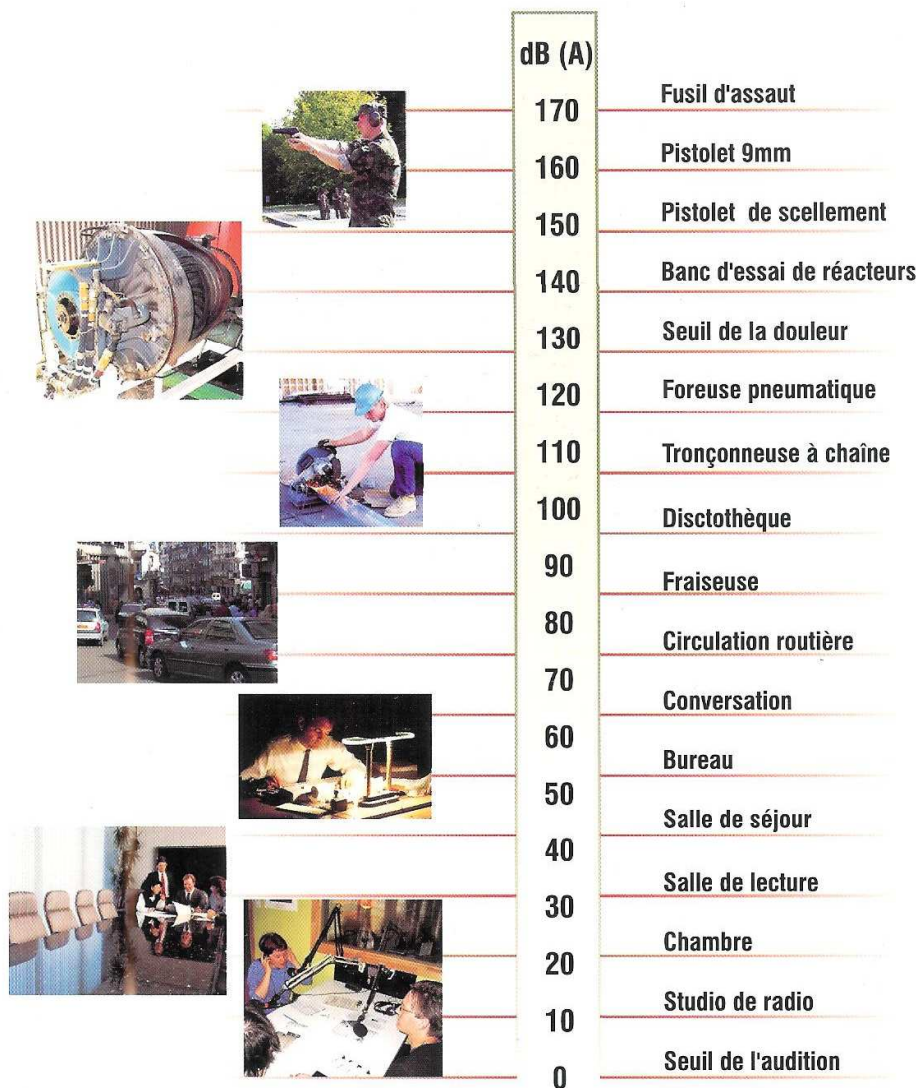 dB (A)
170 Fusil d'assaut
160 Pistolet 9mm
150 Pistolet de scellement
140 Banc d'essai de réacteurs
130 Seuil de la douleur
120 Foreuse pneumatique
110 Tronçonneuse à chaîne
100 Disctothèque
90 Fraiseuse
80 Circulation routière
70 Conversation
60 Bureau
50 Salle de séjour
40 Salle de lecture
30 Chambre
20 Studio de radio
10 Seuil de l'audition
0